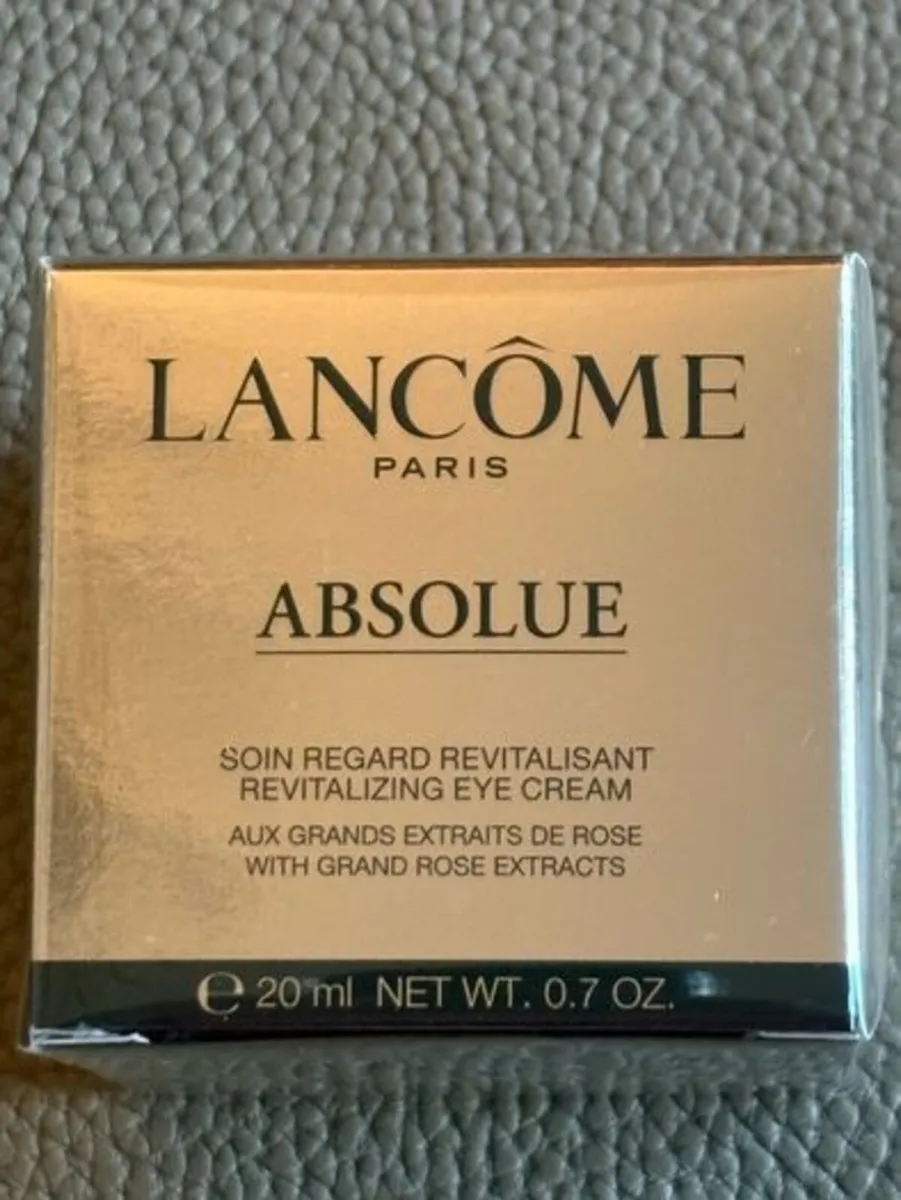 LANCÔME
PARIS
ABSOLUE
SOIN REGARD REVITALISANT
REVITALIZING EYE CREAM
AUX GRANDS EXTRAITS DE ROSE
WITH GRAND ROSE EXTRACTS
℮ 20 ml NET WT. 0.7 OZ.